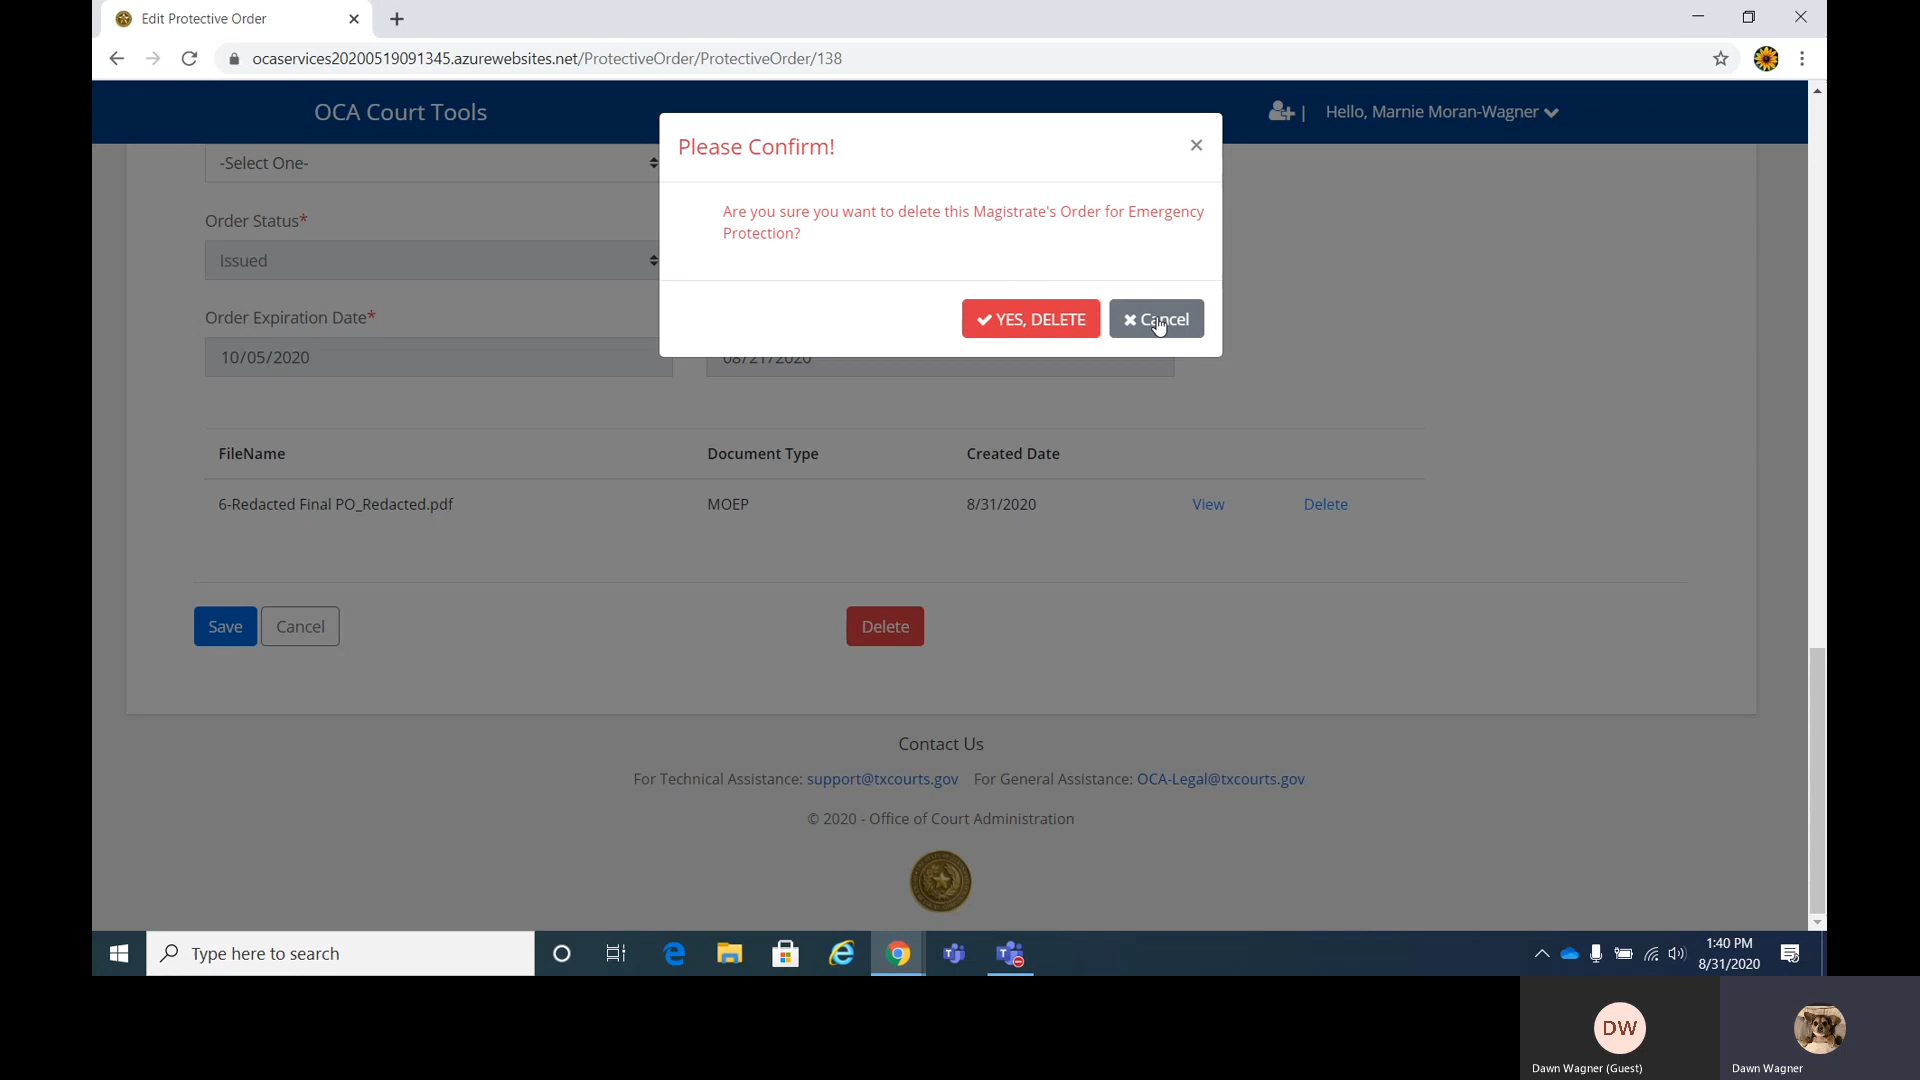 Edit Protective Order
ocaservices20200519091345.azurewebsites.net/ProtectiveOrder/ProtectiveOrder/138
OCA Court Tools
Hello, Marnie Moran-Wagner
Please Confirm!
Are you sure you want to delete this Magistrate's Order for Emergency
Protection?
YES, DELETE Cancel
-Select One-
Order Status*
Issued
Order Expiration Date*
10/05/2020 08/21/2020
FileName Document Type Created Date
6-Redacted Final PO_Redacted.pdf MOEP 8/31/2020 View Delete
Save Cancel Delete
Contact Us
For Technical Assistance: support@txcourts.gov For General Assistance: OCA-Legal@txcourts.gov
© 2020 - Office of Court Administration
Type here to search
1:40 PM
8/31/2020
DW
Dawn Wagner (Guest) Dawn Wagner